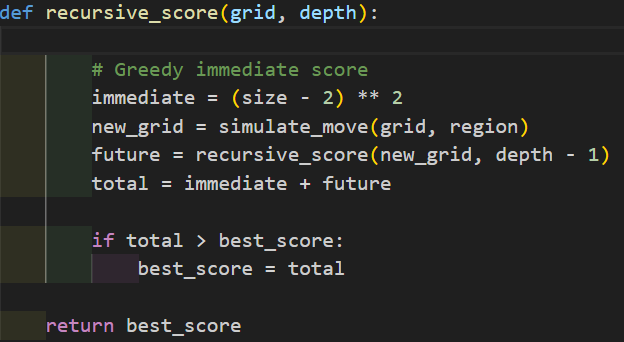 def recursive_score(grid, depth):
        # Greedy immediate score
        immediate = (size - 2) ** 2
        new_grid = simulate_move(grid, region)
        future = recursive_score(new_grid, depth - 1)
        total = immediate + future
        if total > best_score:
            best_score = total
    return best_score